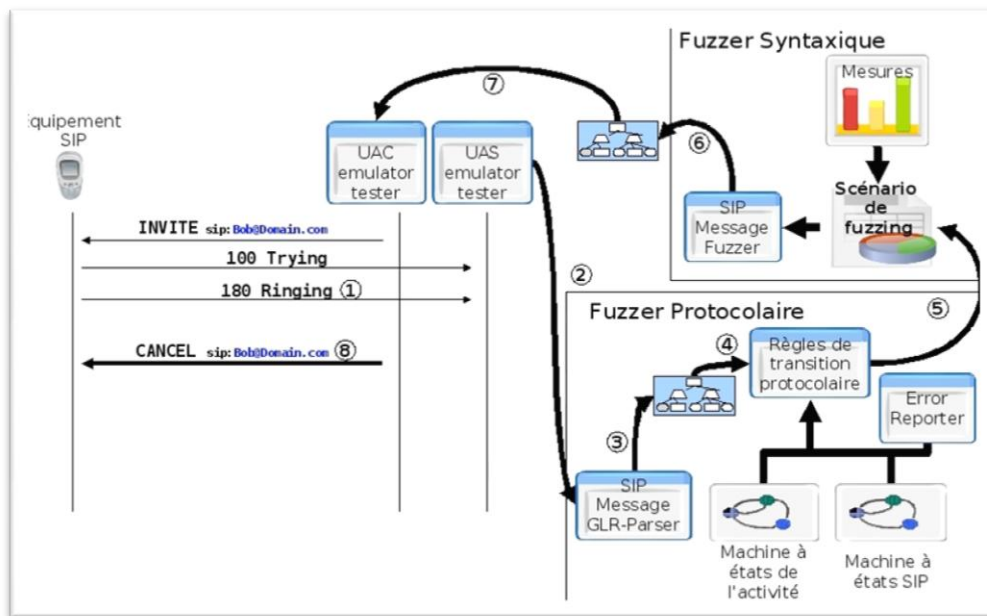 Fuzzer Syntaxique
Mesures
Scénario
de
fuzzing
SIP
Message
Fuzzer
⑦
⑥
Équipement
SIP
UAC
emulator
tester
UAS
emulator
tester
INVITE sip:Bob@Domain.com
100 Trying
180 Ringing ①
CANCEL sip:Bob@Domain.com ⑧
②
Fuzzer Protocolaire
⑤
④
Règles de
transition
protocolaire
Error
Reporter
③
SIP
Message
GLR-Parser
Machine à
états de
l'activité
Machine à
états SIP